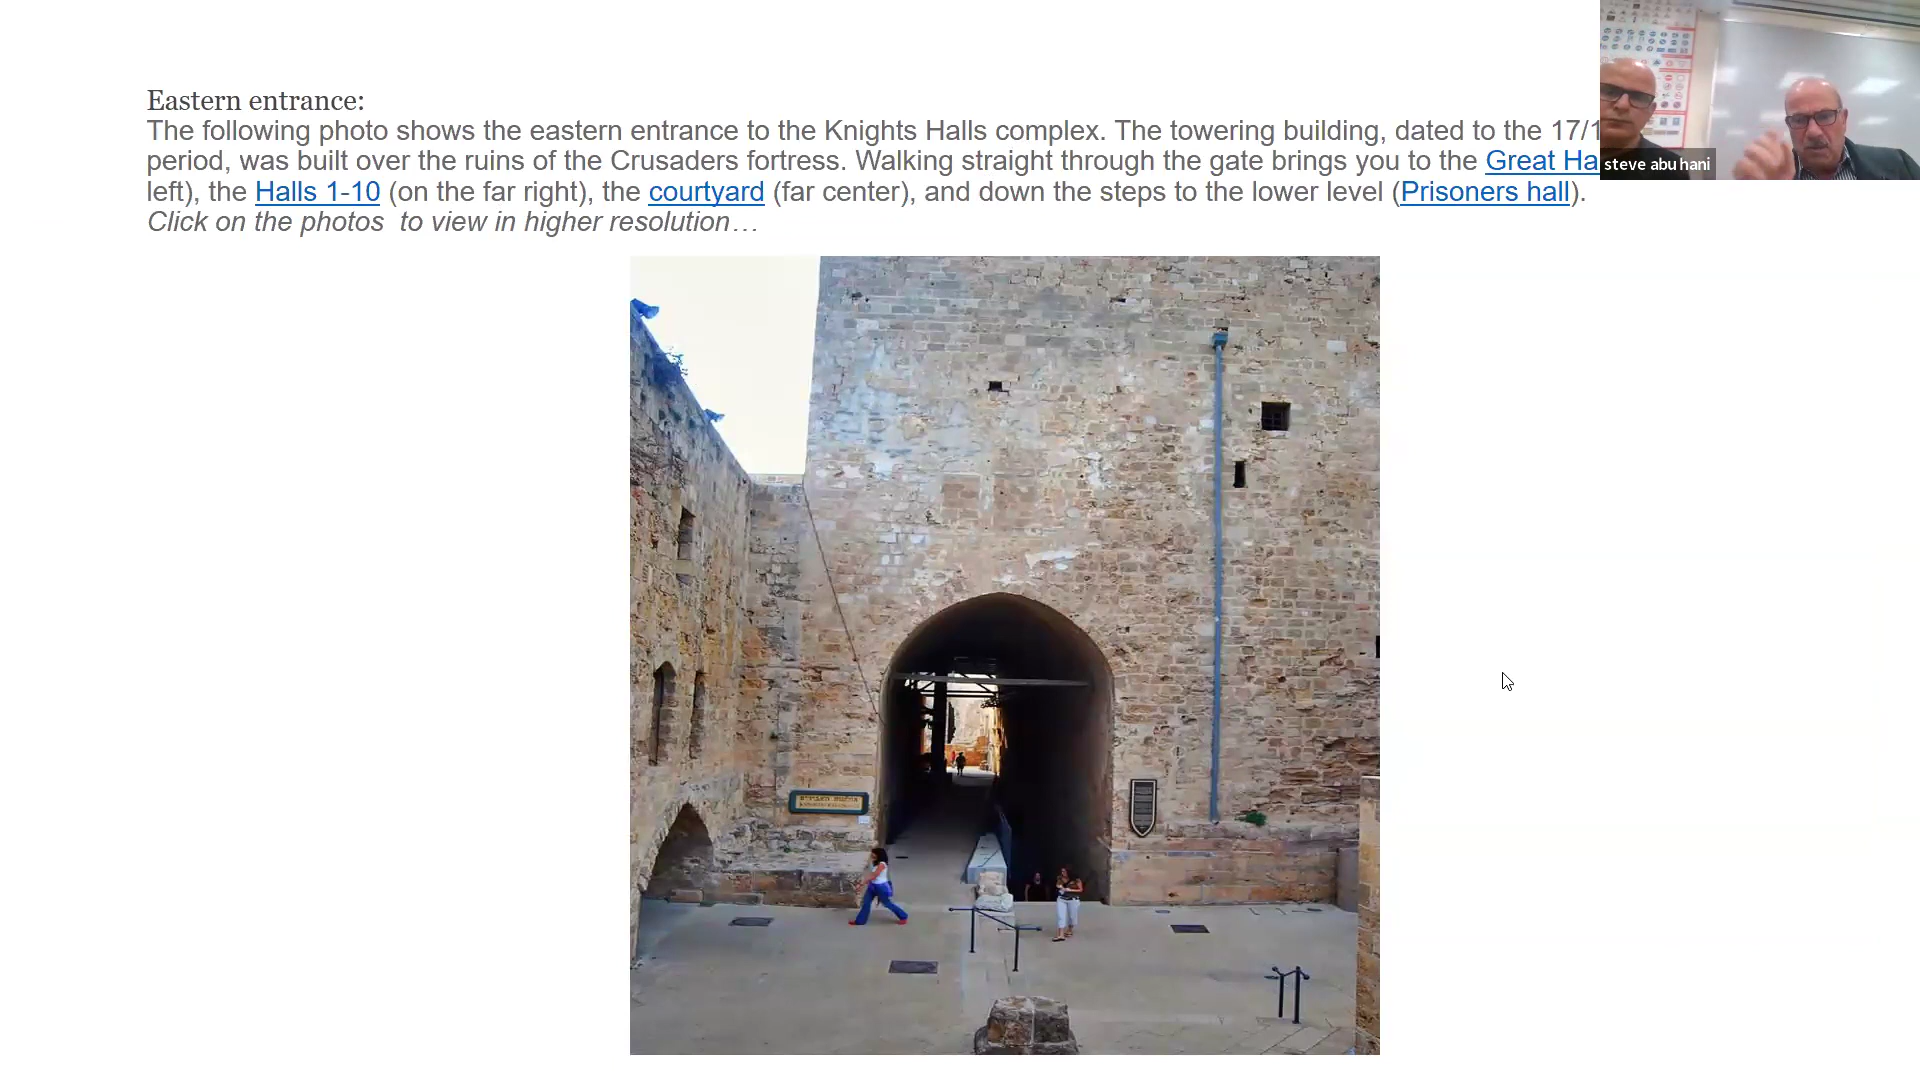 Eastern entrance:
The following photo shows the eastern entrance to the Knights Halls complex. The towering building, dated to the 17/1
period, was built over the ruins of the Crusaders fortress. Walking straight through the gate brings you to the Great Ha
left), the Halls 1-10 (on the far right), the courtyard (far center), and down the steps to the lower level (Prisoners hall).
Click on the photos  to view in higher resolution…
steve abu hani